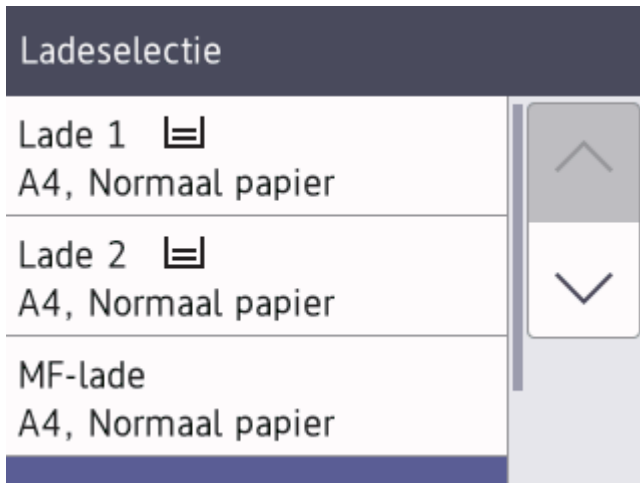 Ladeselectie
Lade 1
A4, Normaal papier
Lade 2
A4, Normaal papier
MF-lade
A4, Normaal papier